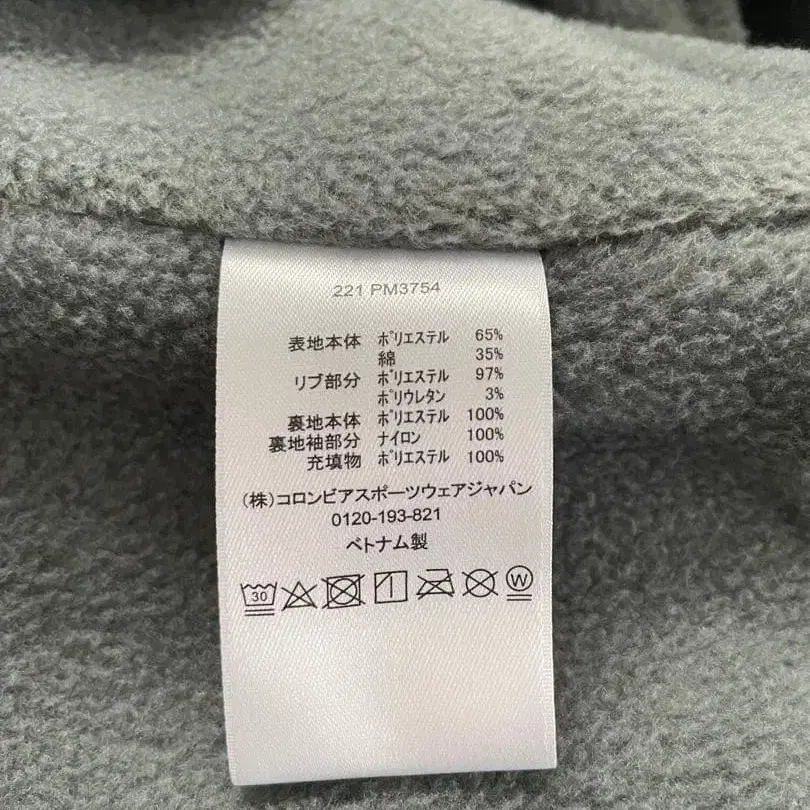 221 PM3754
表地本体 ポリエステル 65%
綿 35%
リブ部分 ポリエステル 97%
ポリウレタン 3%
裏地本体 ポリエステル 100%
裏地袖部分 ナイロン 100%
充填物 ポリエステル 100%
(株)コロンビアスポーツウェアジャパン
0120-193-821
ベトナム製
30 W